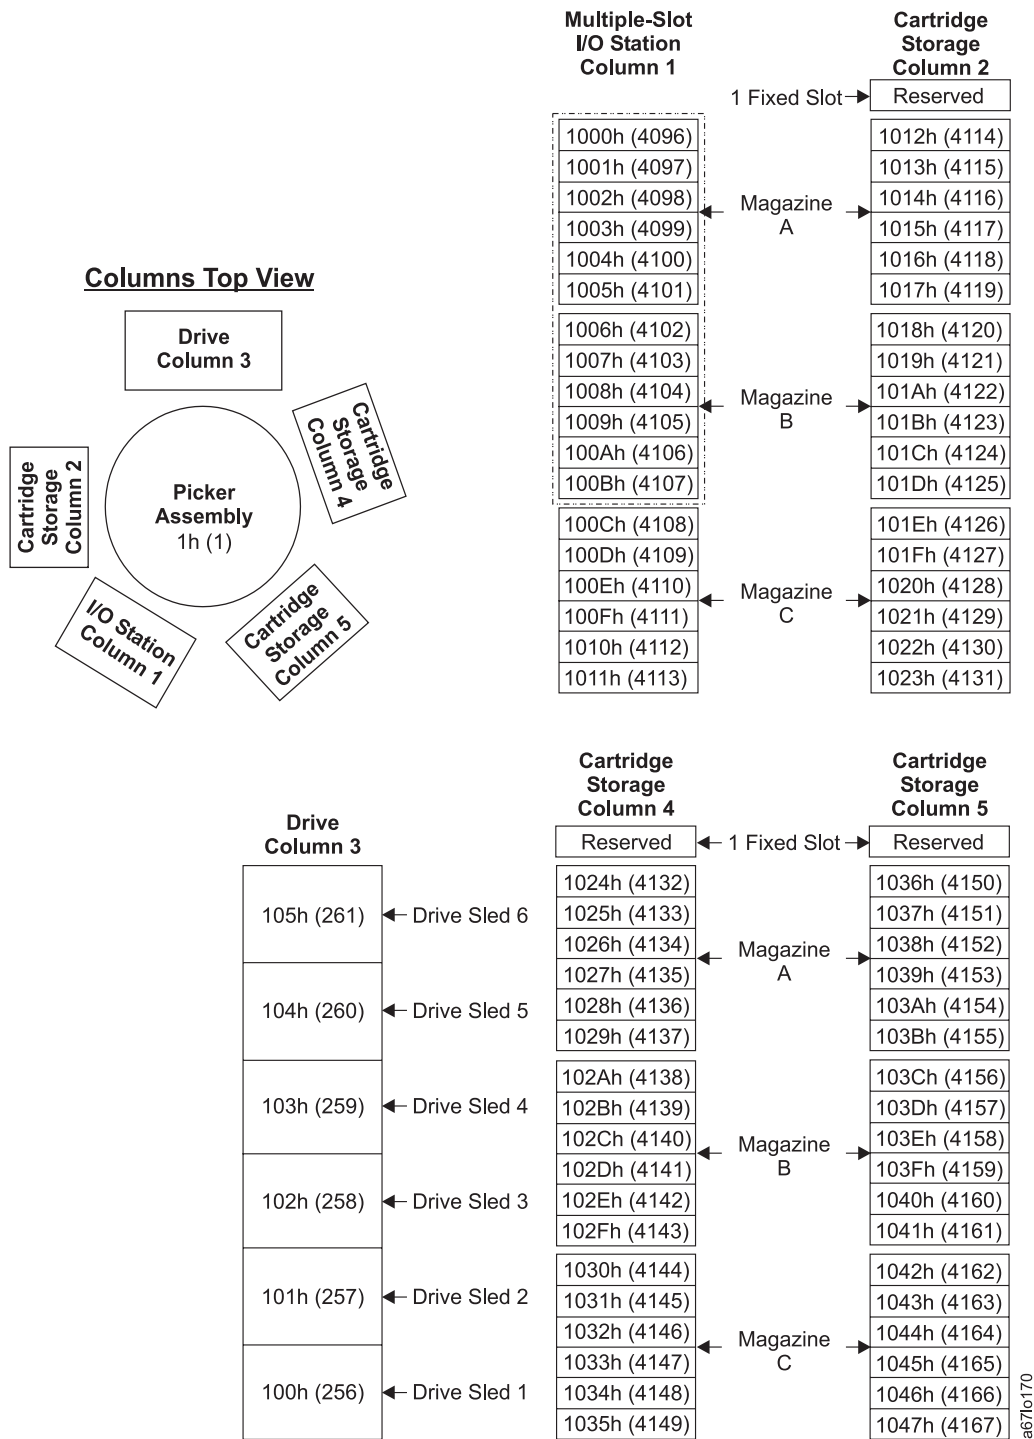 Multiple-Slot
I/O Station
Column 1
Cartridge
Storage
Column 2
1 Fixed Slot
Reserved
1000h (4096)
1001h (4097)
1002h (4098)
1003h (4099)
1004h (4100)
1005h (4101)
Magazine
A
1012h (4114)
1013h (4115)
1014h (4116)
1015h (4117)
1016h (4118)
1017h (4119)
1006h (4102)
1007h (4103)
1008h (4104)
1009h (4105)
100Ah (4106)
100Bh (4107)
Magazine
B
1018h (4120)
1019h (4121)
101Ah (4122)
101Bh (4123)
101Ch (4124)
101Dh (4125)
100Ch (4108)
100Dh (4109)
100Eh (4110)
100Fh (4111)
1010h (4112)
1011h (4113)
Magazine
C
101Eh (4126)
101Fh (4127)
1020h (4128)
1021h (4129)
1022h (4130)
1023h (4131)
Columns Top View
Drive
Column 3
Cartridge
Storage
Column 4
Cartridge
Storage
Column 2
Picker
Assembly
1h (1)
I/O Station
Column 1
Cartridge
Storage
Column 5
Drive
Column 3
105h (261)
Drive Sled 6
104h (260)
Drive Sled 5
103h (259)
Drive Sled 4
102h (258)
Drive Sled 3
101h (257)
Drive Sled 2
100h (256)
Drive Sled 1
Cartridge
Storage
Column 4
Cartridge
Storage
Column 5
Reserved
1 Fixed Slot
Reserved
1024h (4132)
1025h (4133)
1026h (4134)
1027h (4135)
1028h (4136)
1029h (4137)
Magazine
A
1036h (4150)
1037h (4151)
1038h (4152)
1039h (4153)
103Ah (4154)
103Bh (4155)
102Ah (4138)
102Bh (4139)
102Ch (4140)
102Dh (4141)
102Eh (4142)
102Fh (4143)
Magazine
B
103Ch (4156)
103Dh (4157)
103Eh (4158)
103Fh (4159)
1040h (4160)
1041h (4161)
1030h (4144)
1031h (4145)
1032h (4146)
1033h (4147)
1034h (4148)
1035h (4149)
Magazine
C
1042h (4162)
1043h (4163)
1044h (4164)
1045h (4165)
1046h (4166)
1047h (4167)
a67lo170